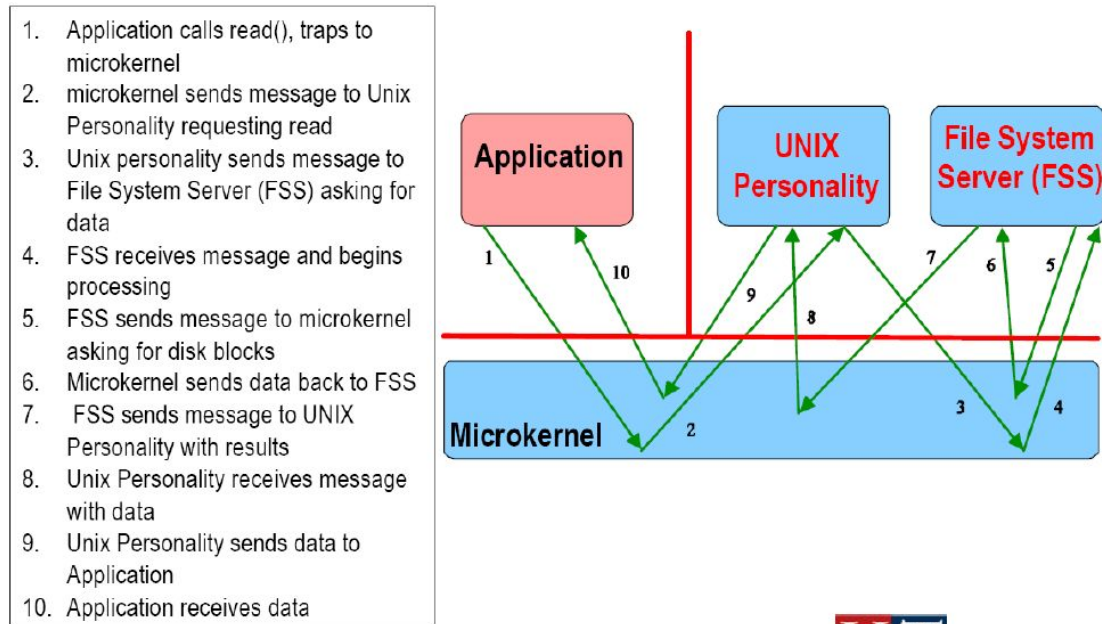 1. Application calls read(), traps to
microkernel
2. microkernel sends message to Unix
Personality requesting read
3. Unix personality sends message to
File System Server (FSS) asking for
data
4. FSS receives message and begins
processing
5. FSS sends message to microkernel
asking for disk blocks
6. Microkernel sends data back to FSS
7. FSS sends message to UNIX
Personality with results
8. Unix Personality receives message
with data
9. Unix Personality sends data to
Application
10. Application receives data
Application
UNIX
Personality
File System
Server (FSS)
1
10
9
8
7
6
5
2
3
4
Microkernel